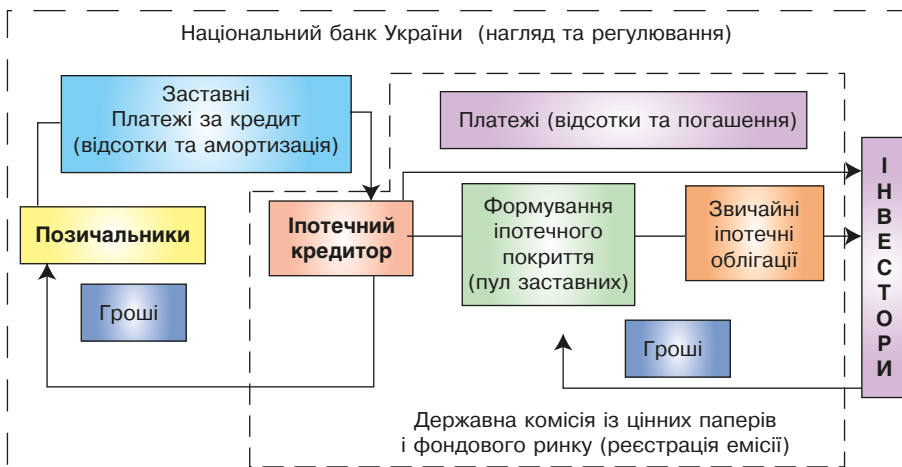 Національний банк України (нагляд та регулювання)
Заставні
Платежі за кредит
(відсотки та амортизація)
Платежі (відсотки та погашення)
Позичальники
Іпотечний
кредитор
Формування
іпотечного
покриття
(пул заставних)
Звичайні
іпотечні
облігації
ІНВЕСТОРИ
Гроші
Гроші
Державна комісія із цінних паперів
і фондового ринку (реєстрація емісії)